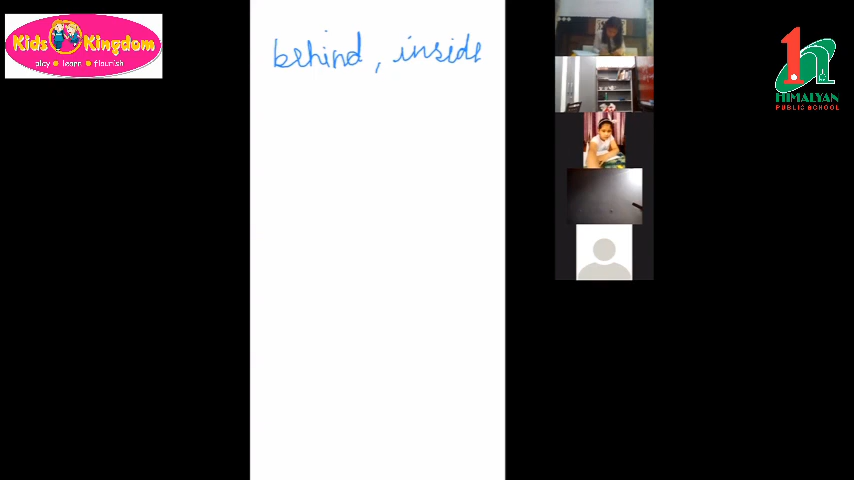 Kids Kingdom
play learn flourish
behind, inside
HIMALYAN
PUBLIC SCHOOL